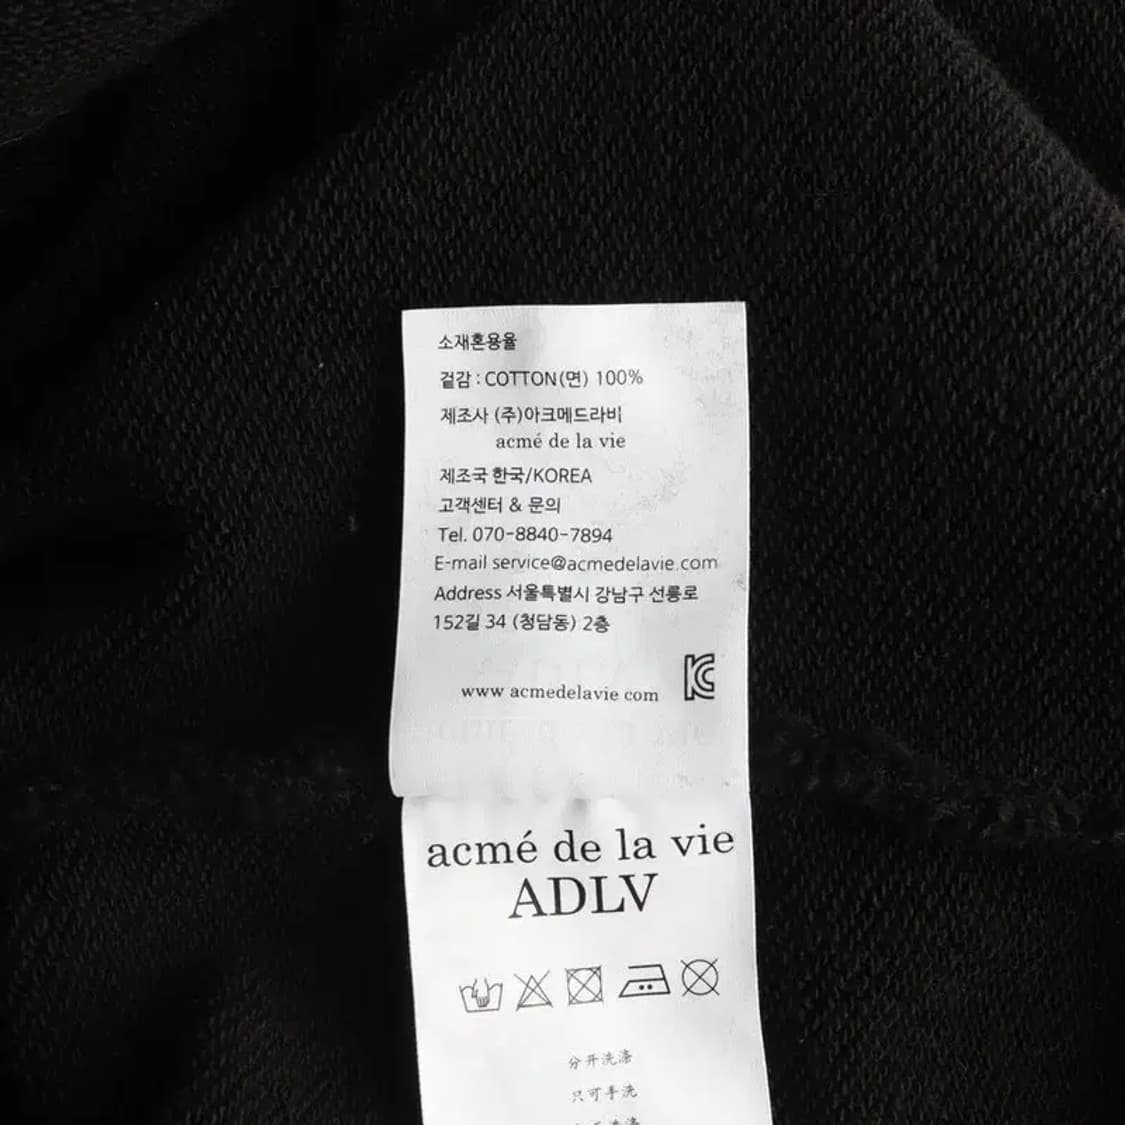 소재혼용율
겉감 : COTTON(면) 100%
제조사 (주)아크메드라비
acmé de la vie
제조국 한국/KOREA
고객센터 & 문의
Tel. 070-8840-7894
E-mail service@acmedelavie.com
Address 서울특별시 강남구 선릉로
152길 34 (청담동) 2층
www acmedelavie com
acmé de la vie
ADLV
分开洗涤
只可手洗